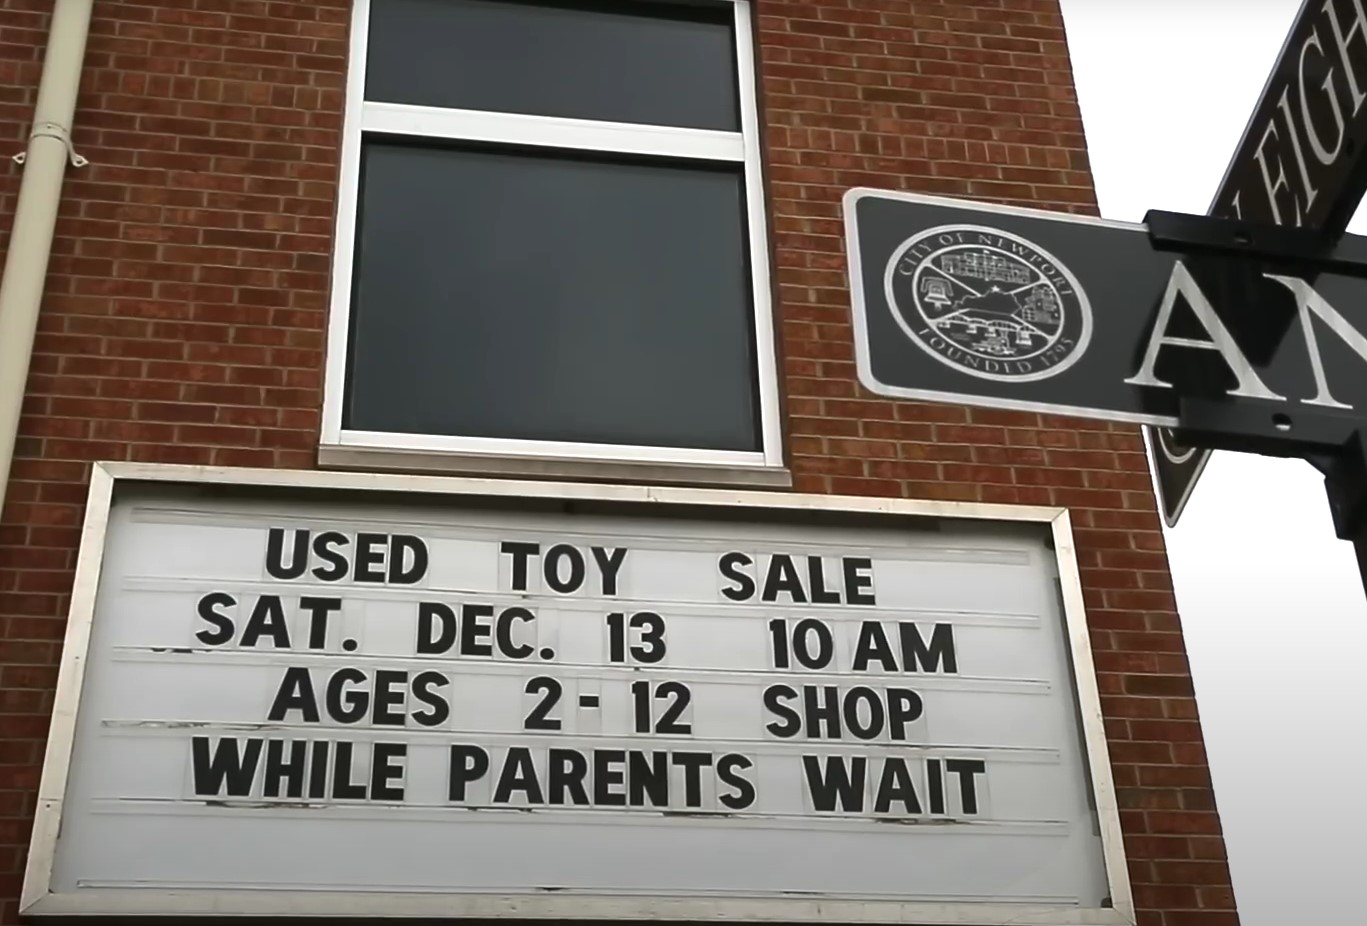 USED TOY SALE
SAT. DEC. 13 10 AM
AGES 2-12 SHOP
WHILE PARENTS WAIT
CITY OF NEWPORT
FOUNDED 1795